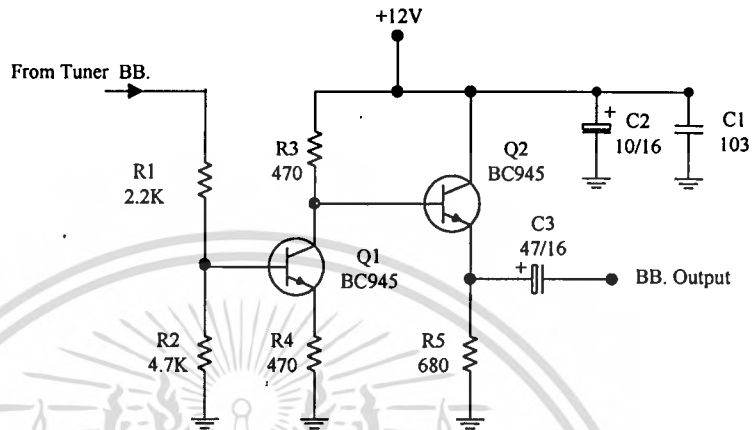 +12V
From Tuner BB.
R1
2.2K
R3
470
Q2
BC945
+
C2
10/16
C1
103
Q1
BC945
C3
47/16
+
BB. Output
R2
4.7K
R4
470
R5
680